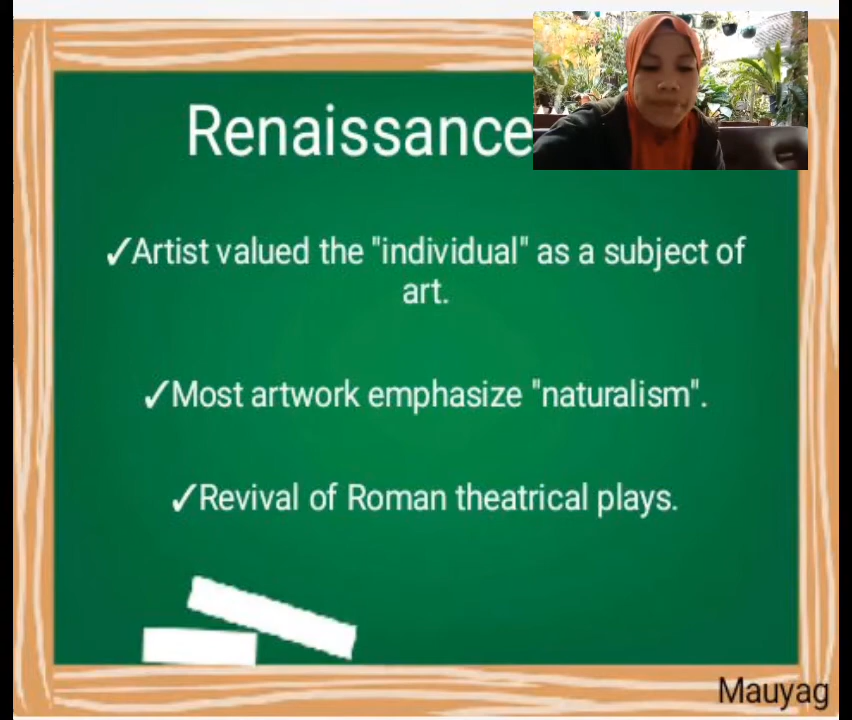 Renaissance
✓Artist valued the "individual" as a subject of
art.
✓Most artwork emphasize "naturalism".
✓Revival of Roman theatrical plays.
Mauyag